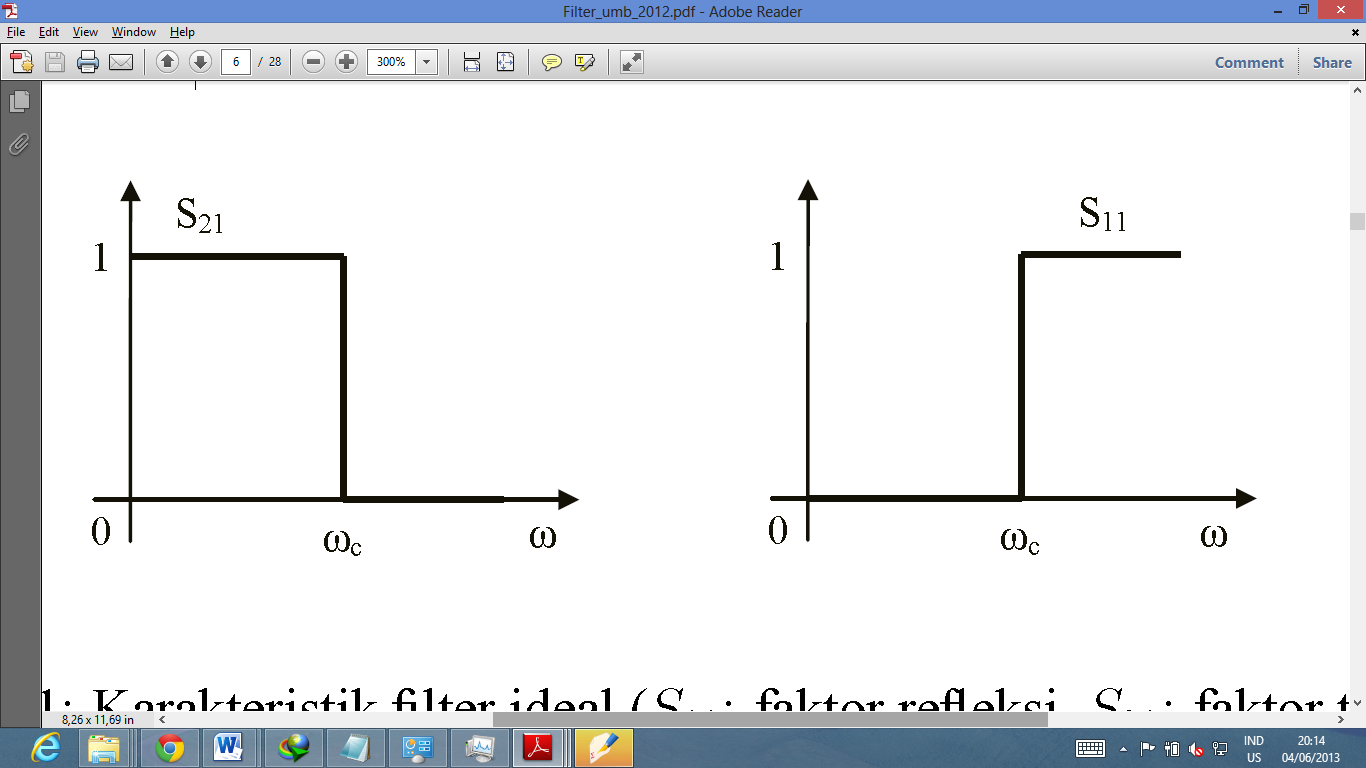 Filter_umb_2012.pdf - Adobe Reader
File Edit View Window Help
6 / 28 300% Comment Share
S21 S11
1 1
0 ωc ω 0 ωc ω
1: Karakteristik filter ideal (S : faktor refleksi, S : faktor t
8,26 x 11,69 in
IND 20:14
US 04/06/2013